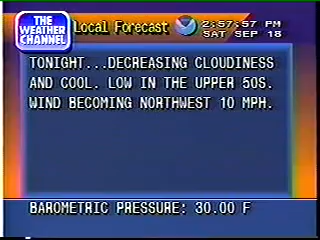 THE
WEATHER
CHANNEL
Local Forecast
2:57:57 PM
SAT SEP 18
TONIGHT...DECREASING CLOUDINESS
AND COOL. LOW IN THE UPPER 50S.
WIND BECOMING NORTHWEST 10 MPH.
BAROMETRIC PRESSURE: 30.00 F